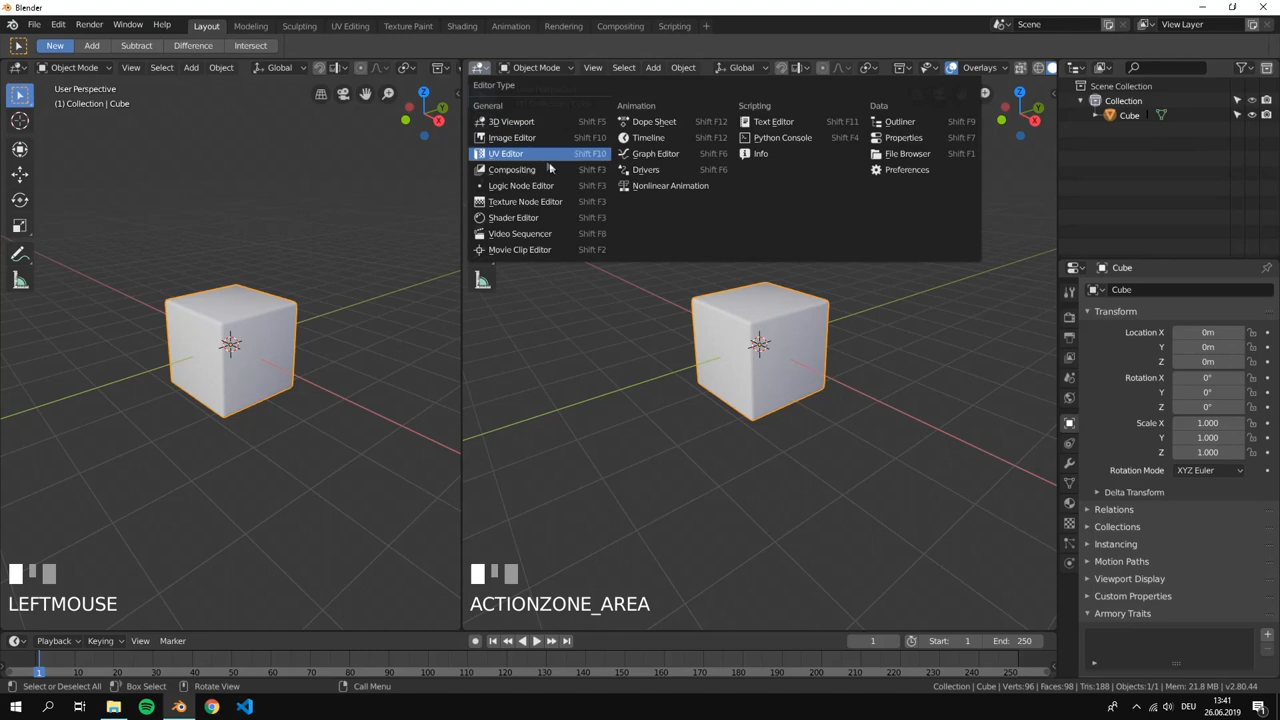 Blender
File Edit Render Window Help
Layout Modeling Sculpting UV Editing Texture Paint Shading Animation Rendering Compositing Scripting +
Scene
View Layer
New Add Subtract Difference Intersect
Object Mode View Select Add Object Global
Object Mode View Select Add Object Global Overlays
User Perspective
(1) Collection | Cube
Editor Type
General
3D Viewport Shift F5
Image Editor Shift F10
UV Editor Shift F10
Compositing Shift F3
Logic Node Editor Shift F3
Texture Node Editor Shift F3
Shader Editor Shift F3
Video Sequencer Shift F8
Movie Clip Editor Shift F2
Animation
Dope Sheet Shift F12
Timeline Shift F12
Graph Editor Shift F6
Drivers Shift F6
Nonlinear Animation
Scripting
Text Editor Shift F11
Python Console Shift F4
Info
Data
Outliner Shift F9
Properties Shift F7
File Browser Shift F1
Preferences
Z
Y
X
Scene Collection
Collection
Cube
Cube
Cube
Transform
Location X 0m
Y 0m
Z 0m
Rotation X 0°
Y 0°
Z 0°
Scale X 1.000
Y 1.000
Z 1.000
Rotation Mode XYZ Euler
Delta Transform
Relations
Collections
Instancing
Motion Paths
Viewport Display
Custom Properties
Armory Traits
LEFTMOUSE
ACTIONZONE_AREA
Playback Keying View Marker
1 Start: 1 End: 250
1 10 20 30 40 50 60 70 80 90 100 110 120 130 140 150 160 170 180 190 200 210 220 230 240 250
Select or Deselect All Box Select Rotate View Call Menu
Collection | Cube | Verts:96 | Faces:98 | Tris:188 | Objects:1/1 | Mem: 21.8 MB | v2.80.44
DEU
13:41
26.06.2019